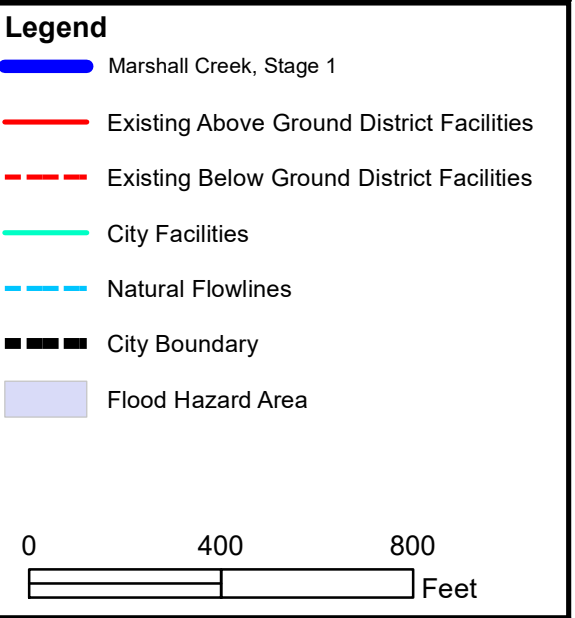 Legend
Marshall Creek, Stage 1
Existing Above Ground District Facilities
Existing Below Ground District Facilities
City Facilities
Natural Flowlines
City Boundary
Flood Hazard Area
0 400 800
Feet